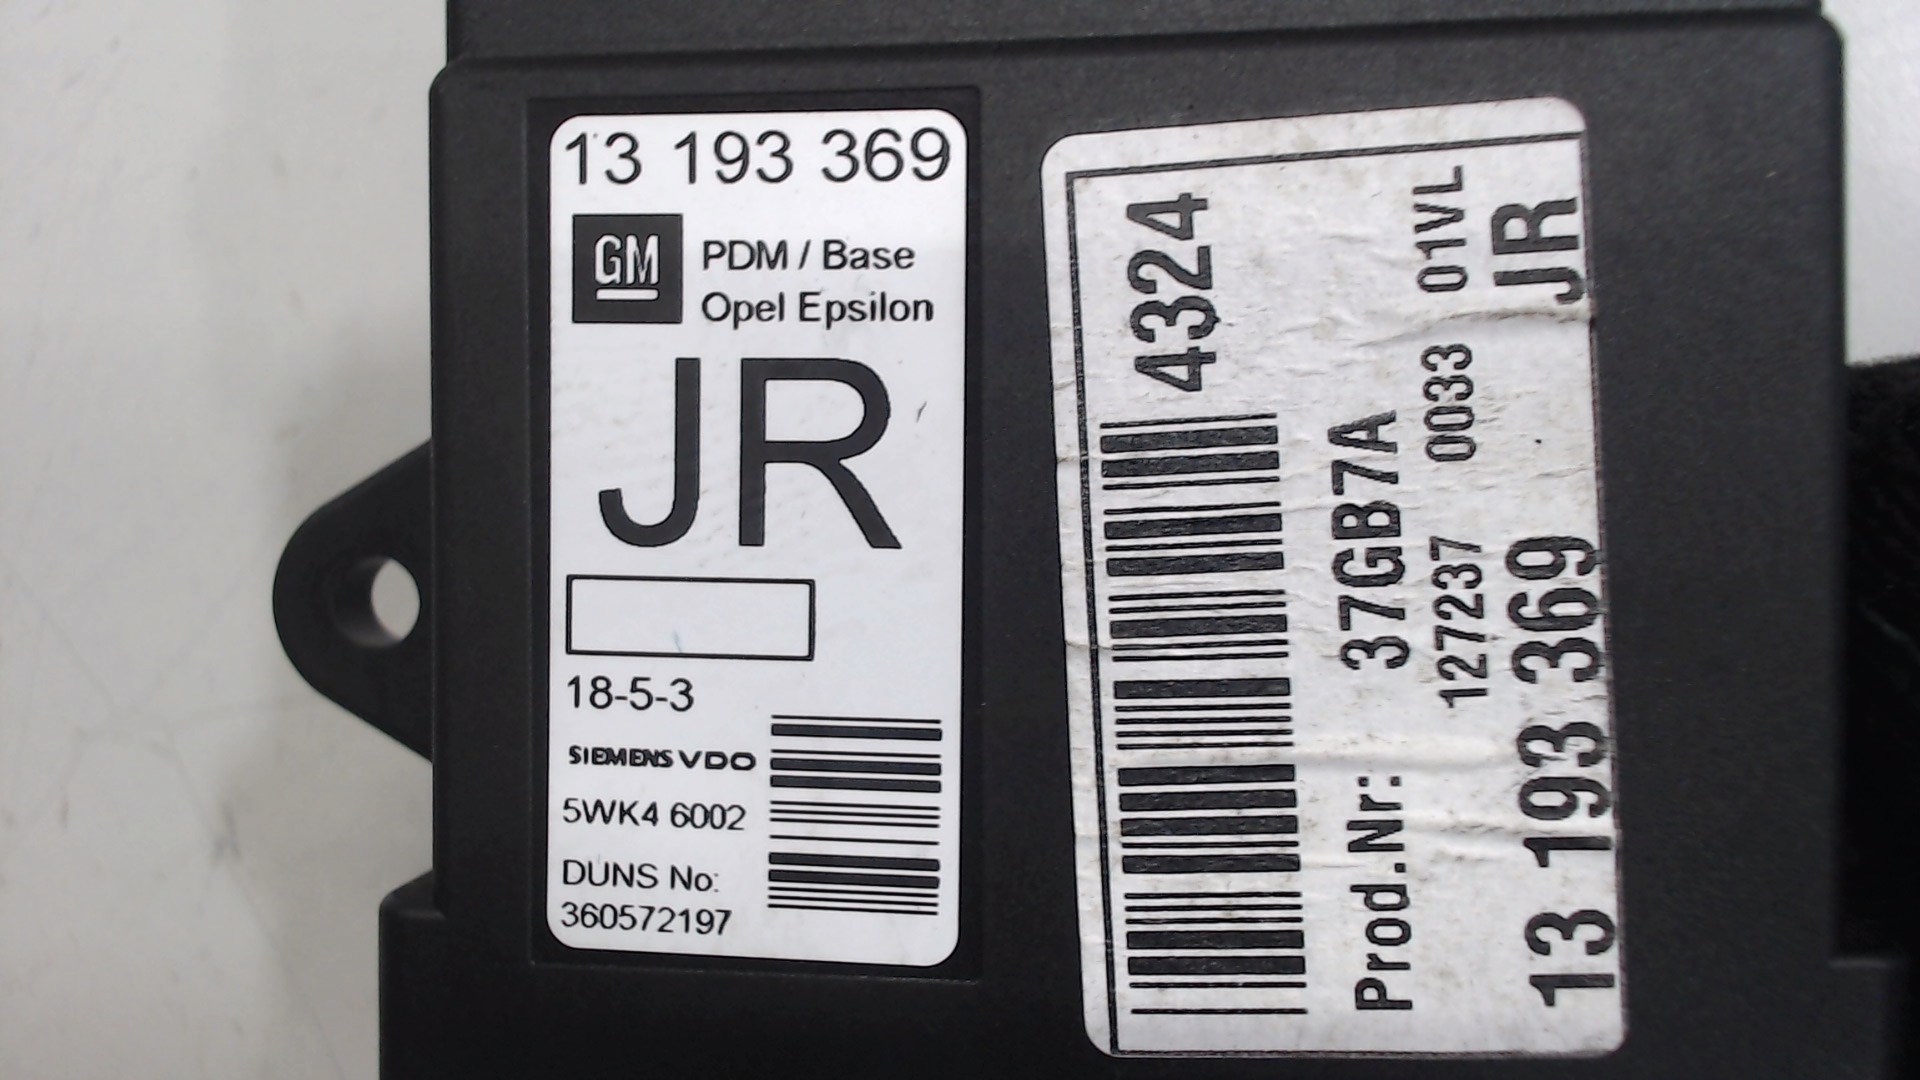 13 193 369
GM
PDM / Base
Opel Epsilon
JR
18-5-3
SIEMENS VDO
5WK4 6002
DUNS No:
360572197
4324
Prod.Nr: 37GB7A
127237 0033 01VL
13 193 369 JR